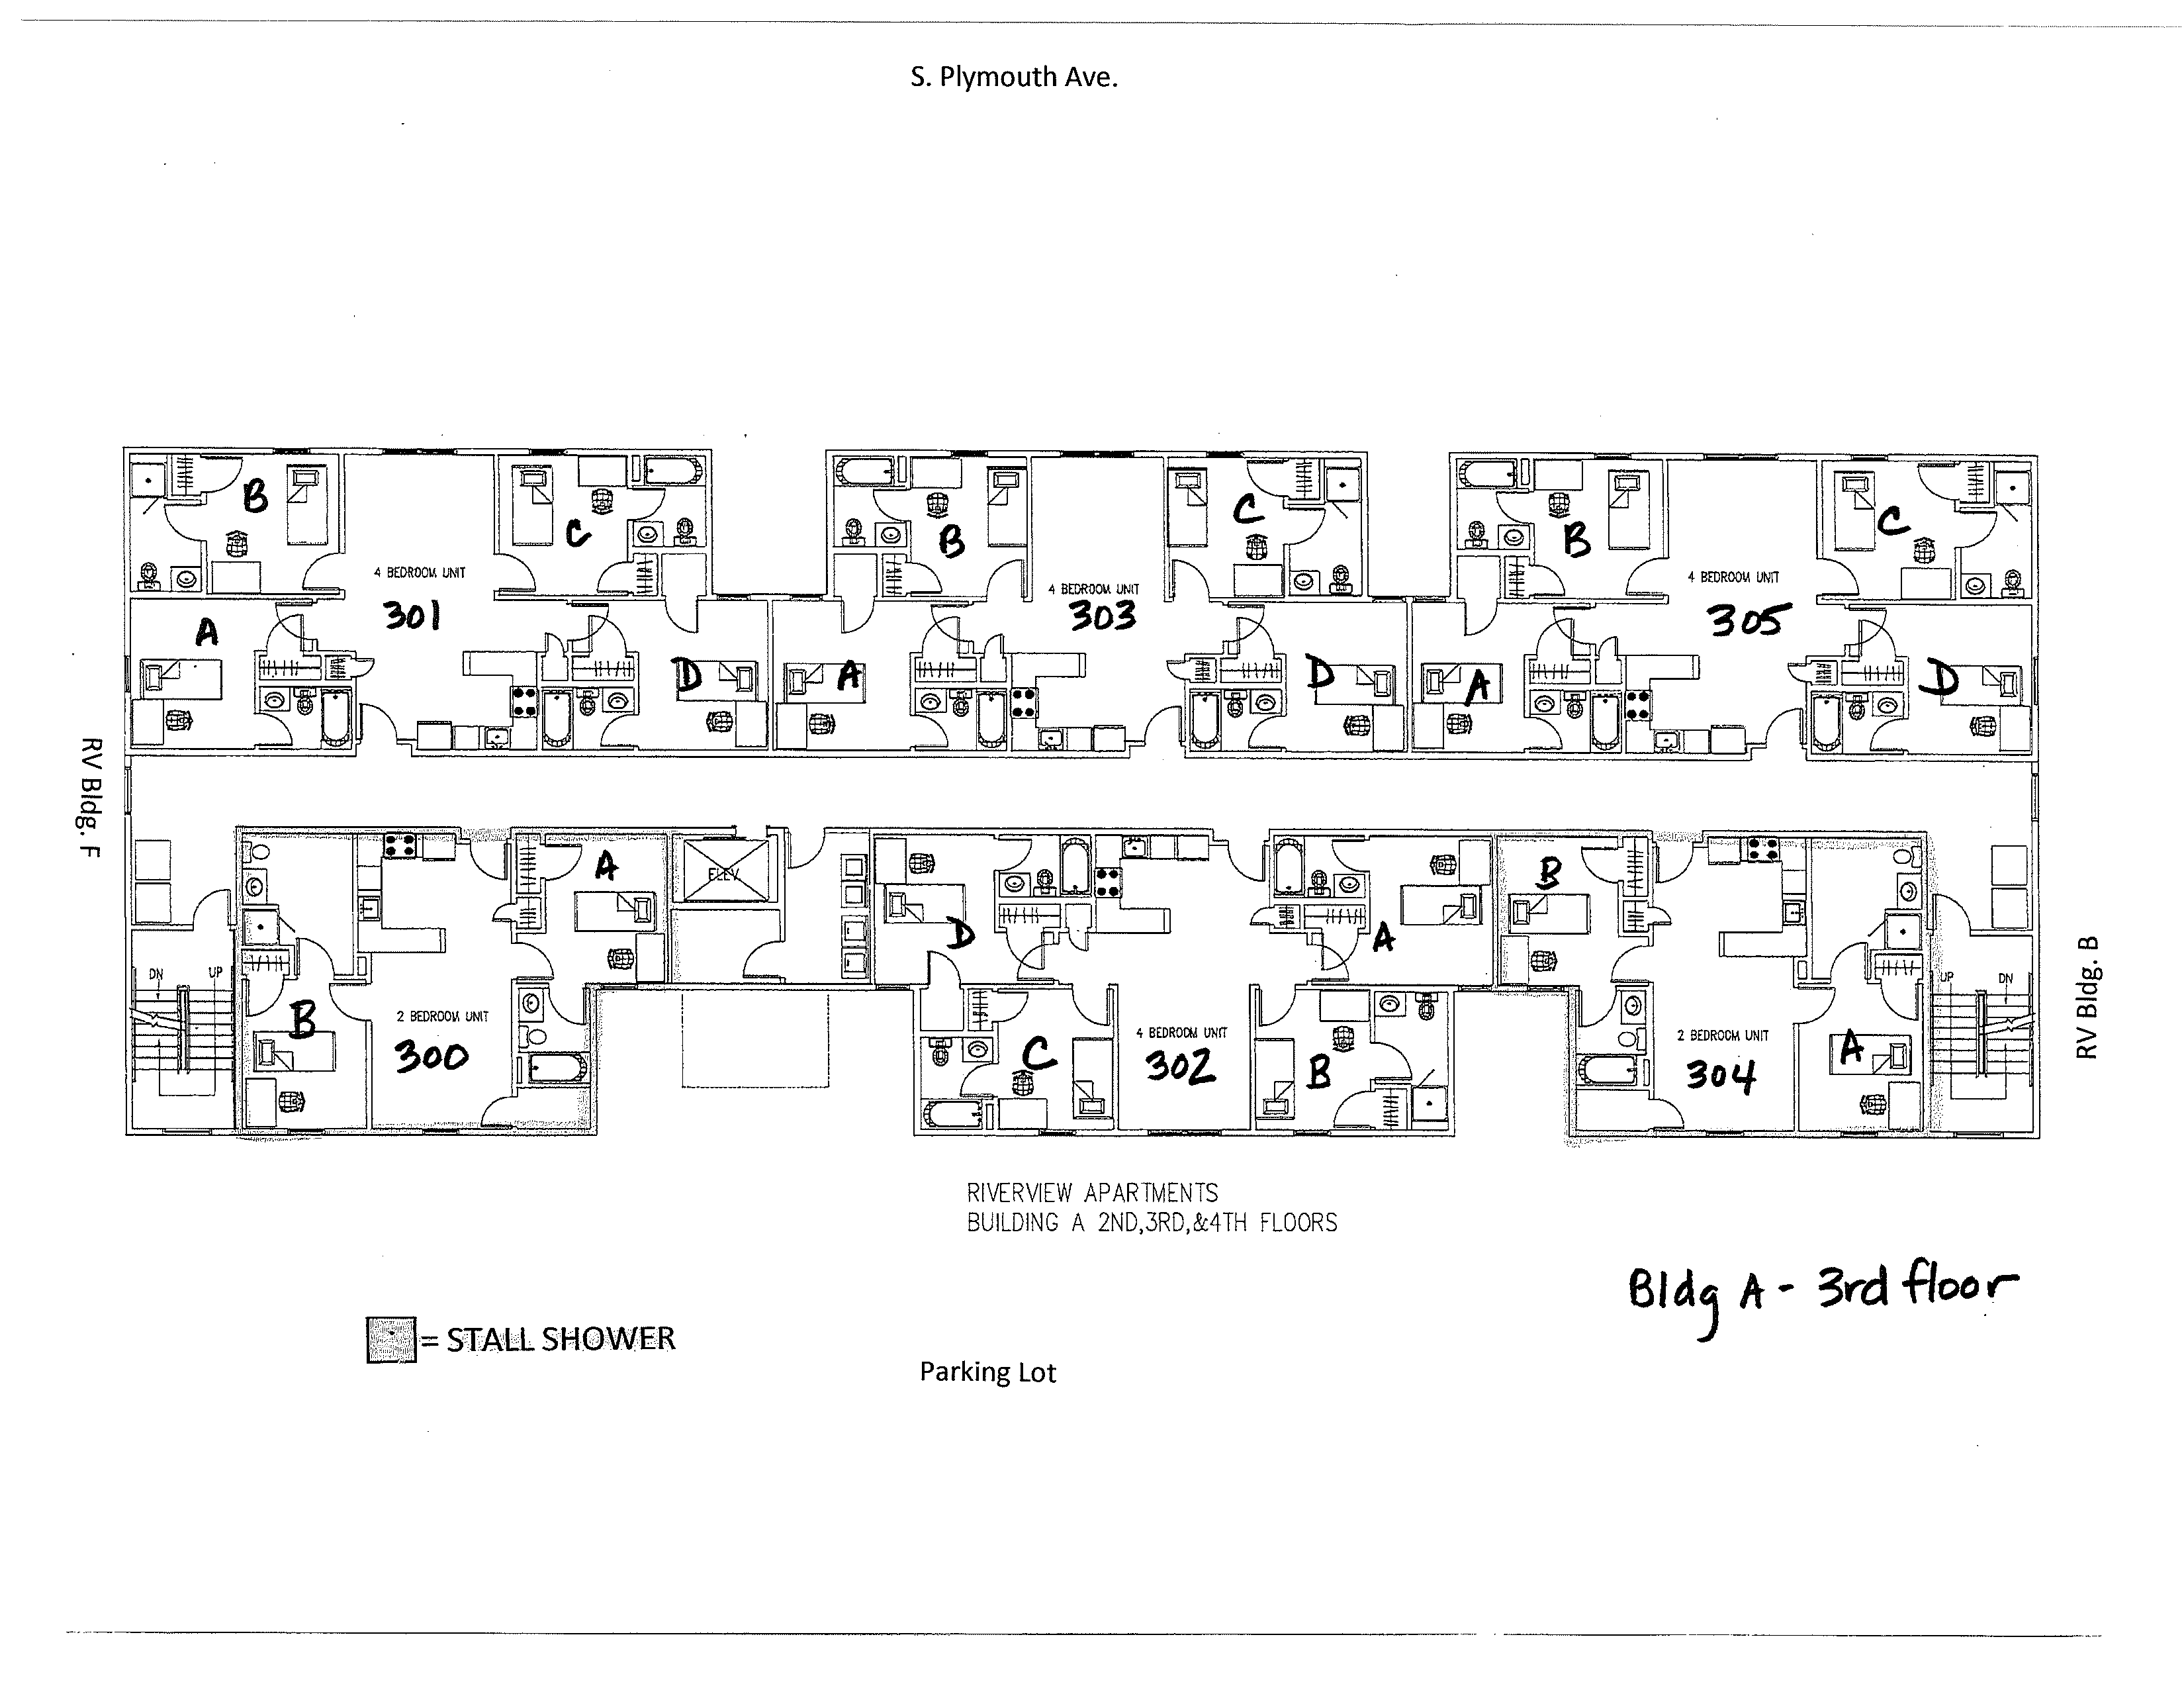 S. Plymouth Ave.
B
C
B
C
B
C
4 BEDROOM UNIT
301
4 BEDROOM UNIT
303
4 BEDROOM UNIT
305
A
D
A
D
A
D
RV Bldg. F
RV Bldg. B
A
ELEV
B
D
A
DN
UP
B
2 BEDROOM UNIT
300
C
4 BEDROOM UNIT
302
B
2 BEDROOM UNIT
304
A
UP
DN
RIVERVIEW APARTMENTS
BUILDING A 2ND,3RD,&4TH FLOORS
Bldg A - 3rd floor
= STALL SHOWER
Parking Lot